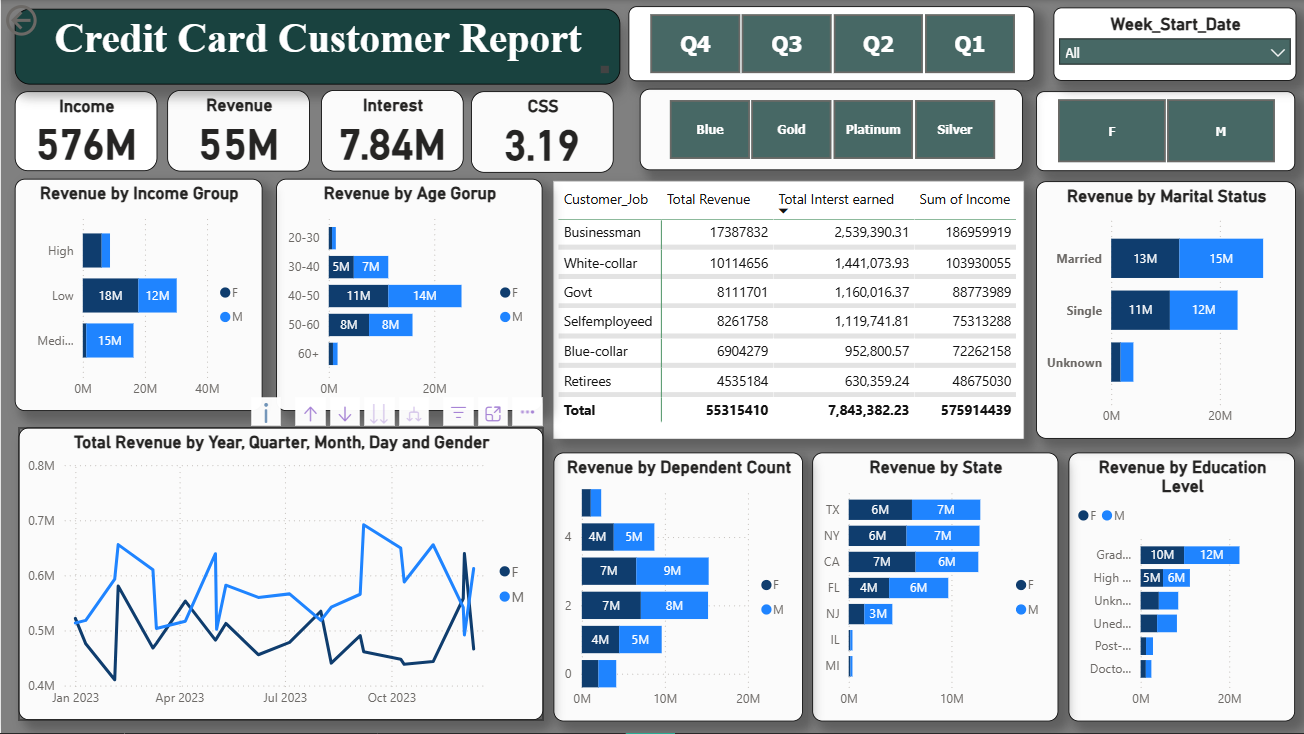 Credit Card Customer Report
Q4 Q3 Q2 Q1
Week_Start_Date
All
Income
576M
Revenue
55M
Interest
7.84M
CSS
3.19
Blue Gold Platinum Silver
F M
Revenue by Income Group
High
Low 18M 12M
Medi... 15M
0M 20M 40M
F
M
Revenue by Age Gorup
20-30
30-40 5M 7M
40-50 11M 14M
50-60 8M 8M
60+
0M 20M
F
M
Customer_Job Total Revenue Total Interst earned Sum of Income
Businessman 17387832 2,539,390.31 186959919
White-collar 10114656 1,441,073.93 103930055
Govt 8111701 1,160,016.37 88773989
Selfemployeed 8261758 1,119,741.81 75313288
Blue-collar 6904279 952,800.57 72262158
Retirees 4535184 630,359.24 48675030
Total 55315410 7,843,382.23 575914439
Revenue by Marital Status
Married 13M 15M
Single 11M 12M
Unknown
0M 20M
Total Revenue by Year, Quarter, Month, Day and Gender
0.8M
0.7M
0.6M
0.5M
0.4M
Jan 2023 Apr 2023 Jul 2023 Oct 2023
F
M
Revenue by Dependent Count
4 4M 5M
7M 9M
2 7M 8M
4M 5M
0
0M 10M 20M
F
M
Revenue by State
TX 6M 7M
NY 6M 7M
CA 7M 6M
FL 4M 6M
NJ 3M
IL
MI
0M 10M
F
M
Revenue by Education
Level
F M
Grad... 10M 12M
High ... 5M 6M
Unkn...
Uned...
Post-...
Docto...
0M 20M